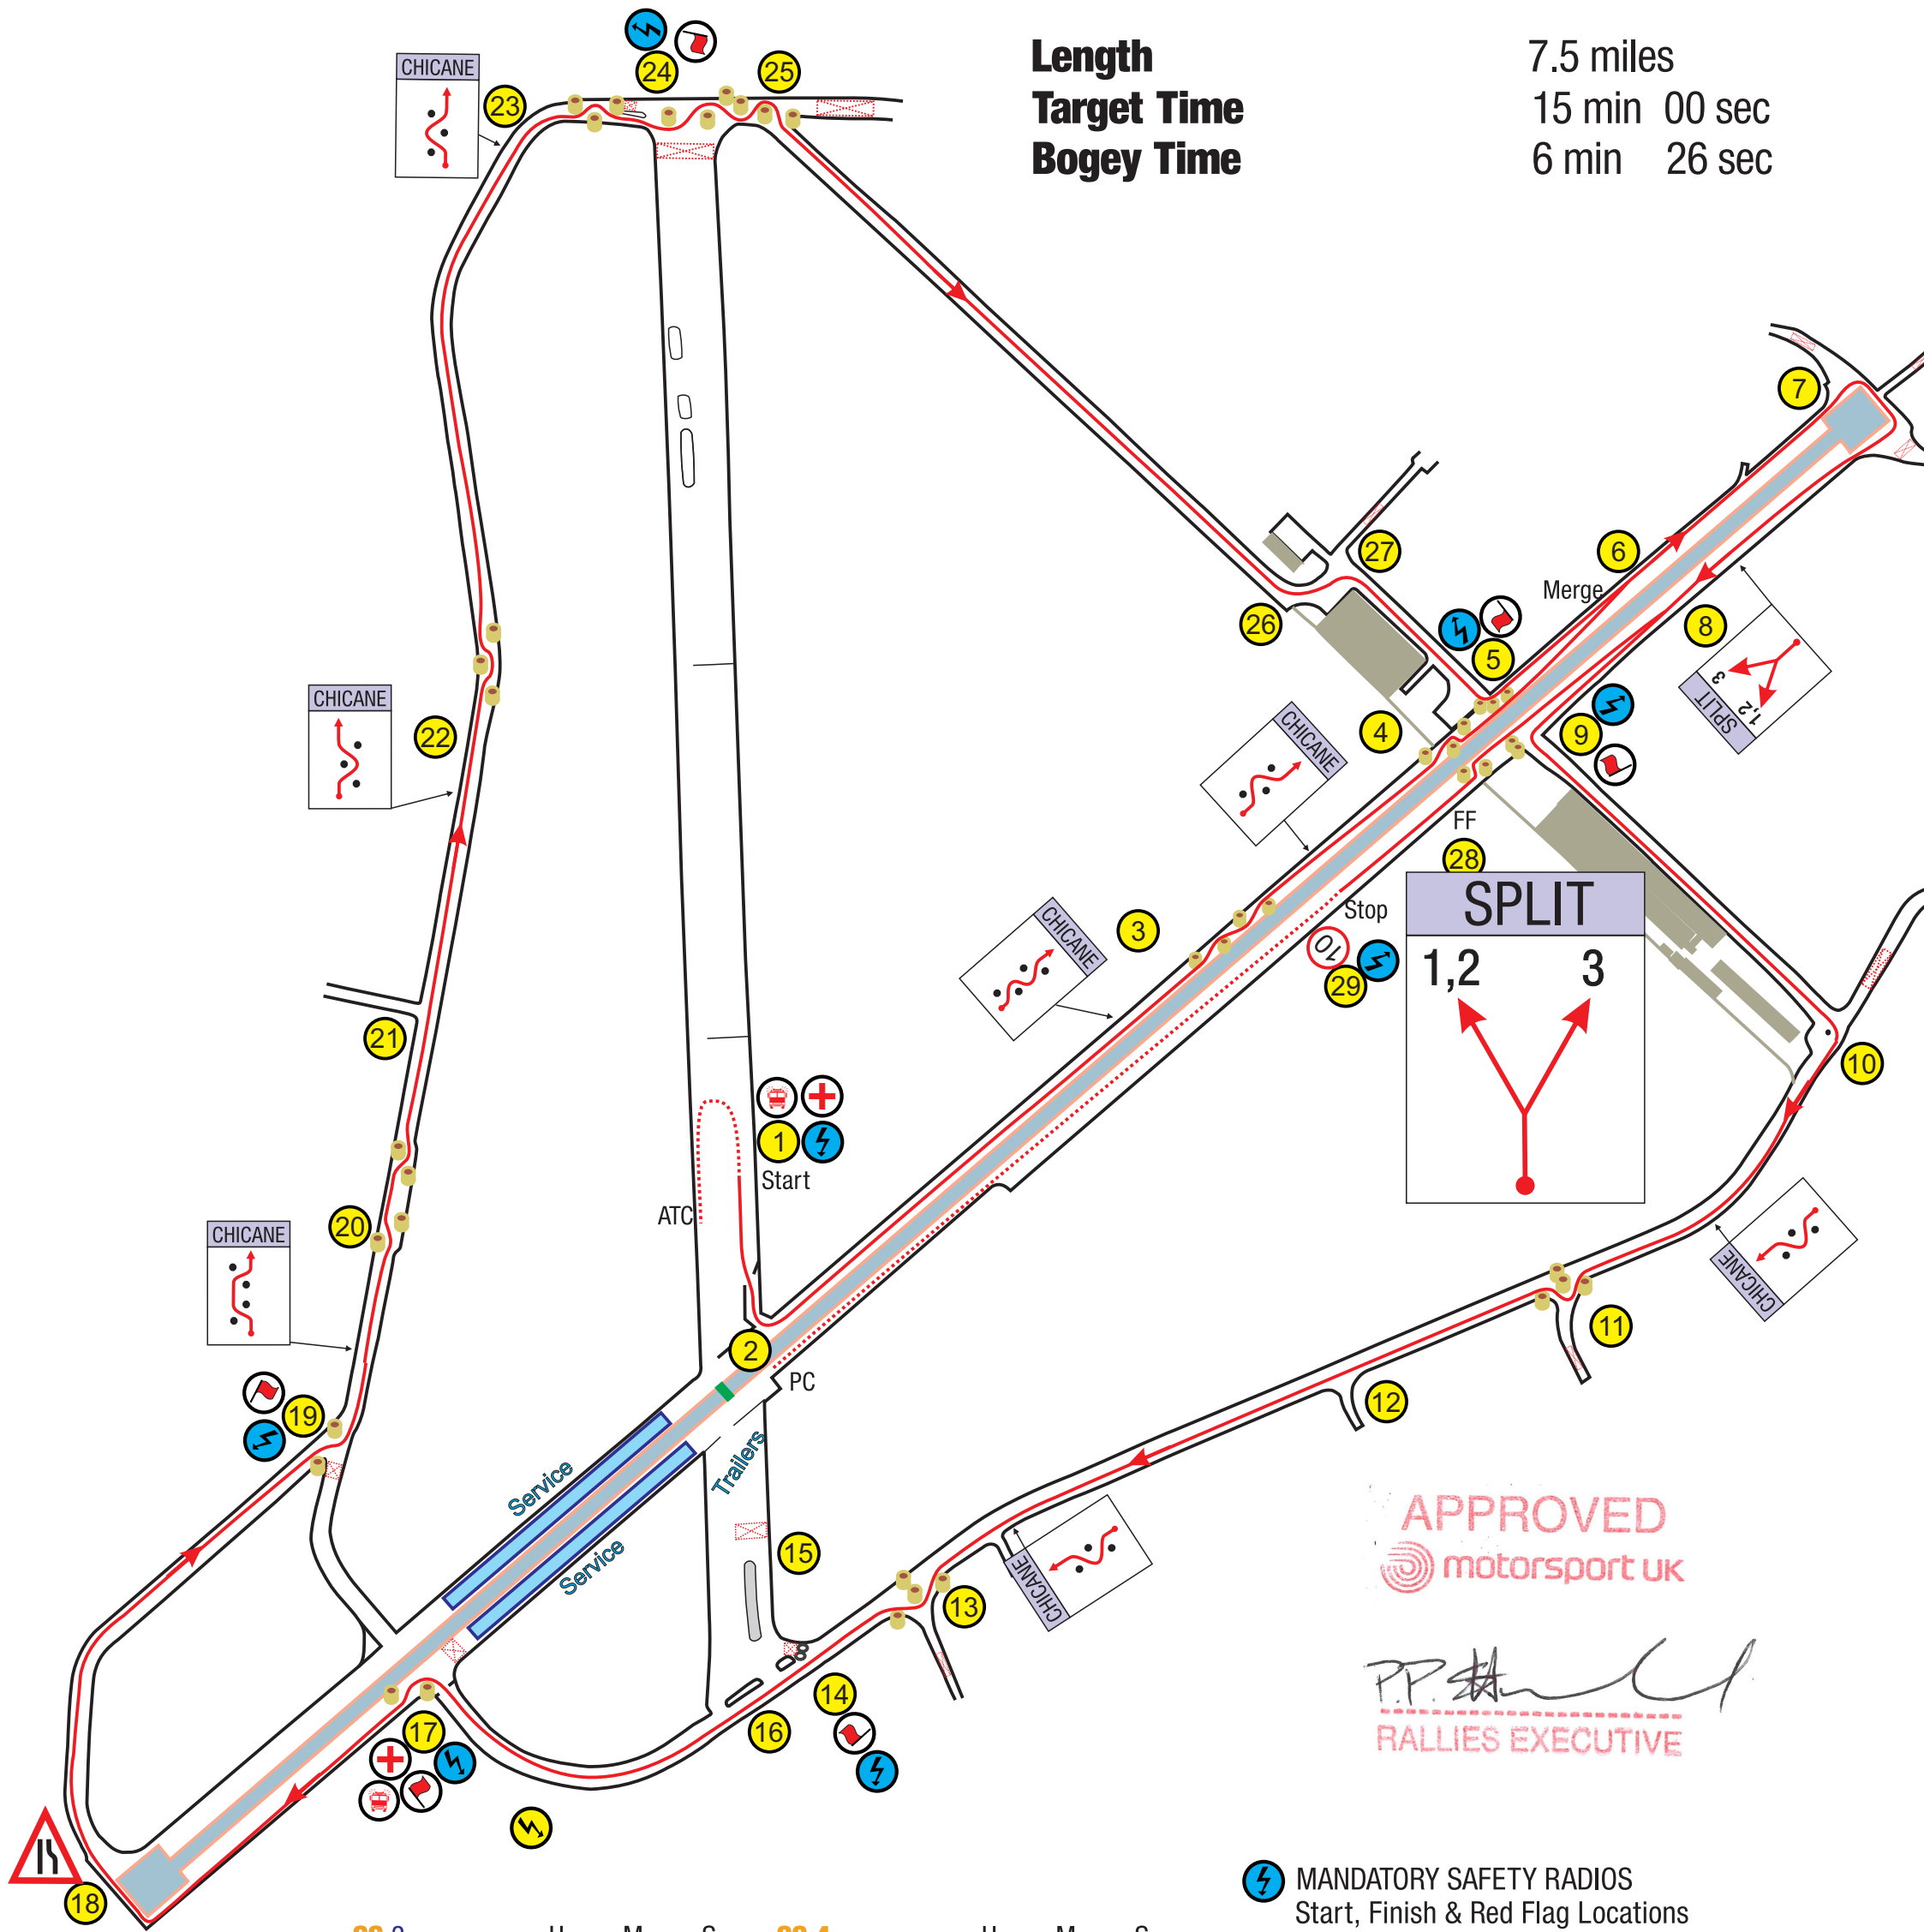 Length 7.5 miles
Target Time 15 min 00 sec
Bogey Time 6 min 26 sec
24
25
CHICANE
23
7
27
6
Merge
26
5
8
3
1,2
SPLIT
CHICANE
22
4
9
CHICANE
FF
28
SPLIT
1,2 3
CHICANE
3
Stop
10
29
21
10
1
Start
ATC
CHICANE
20
CHICANE
11
2
PC
12
19
Service
Trailers
Service
15
CHICANE
13
APPROVED
motorsport uk
14
16
17
P.P.
RALLIES EXECUTIVE
18
MANDATORY SAFETY RADIOS
Start, Finish & Red Flag Locations